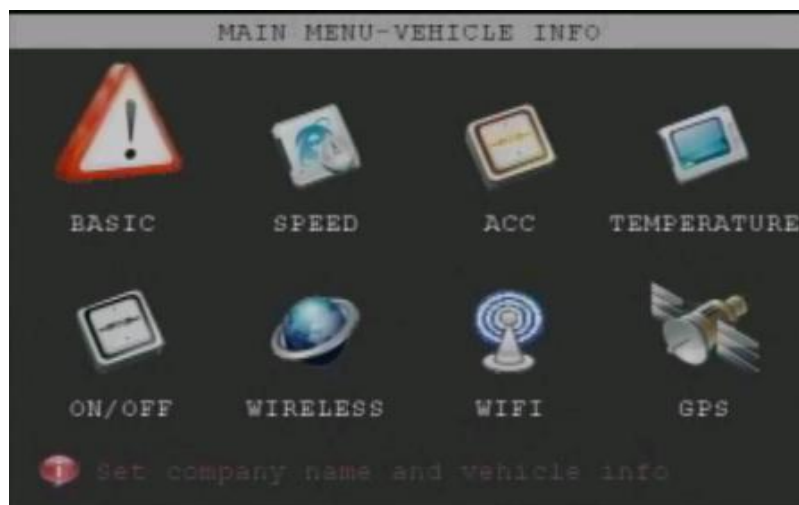 MAIN MENU-VEHICLE INFO
BASIC SPEED ACC TEMPERATURE
ON/OFF WIRELESS WIFI GPS
Set company name and vehicle info